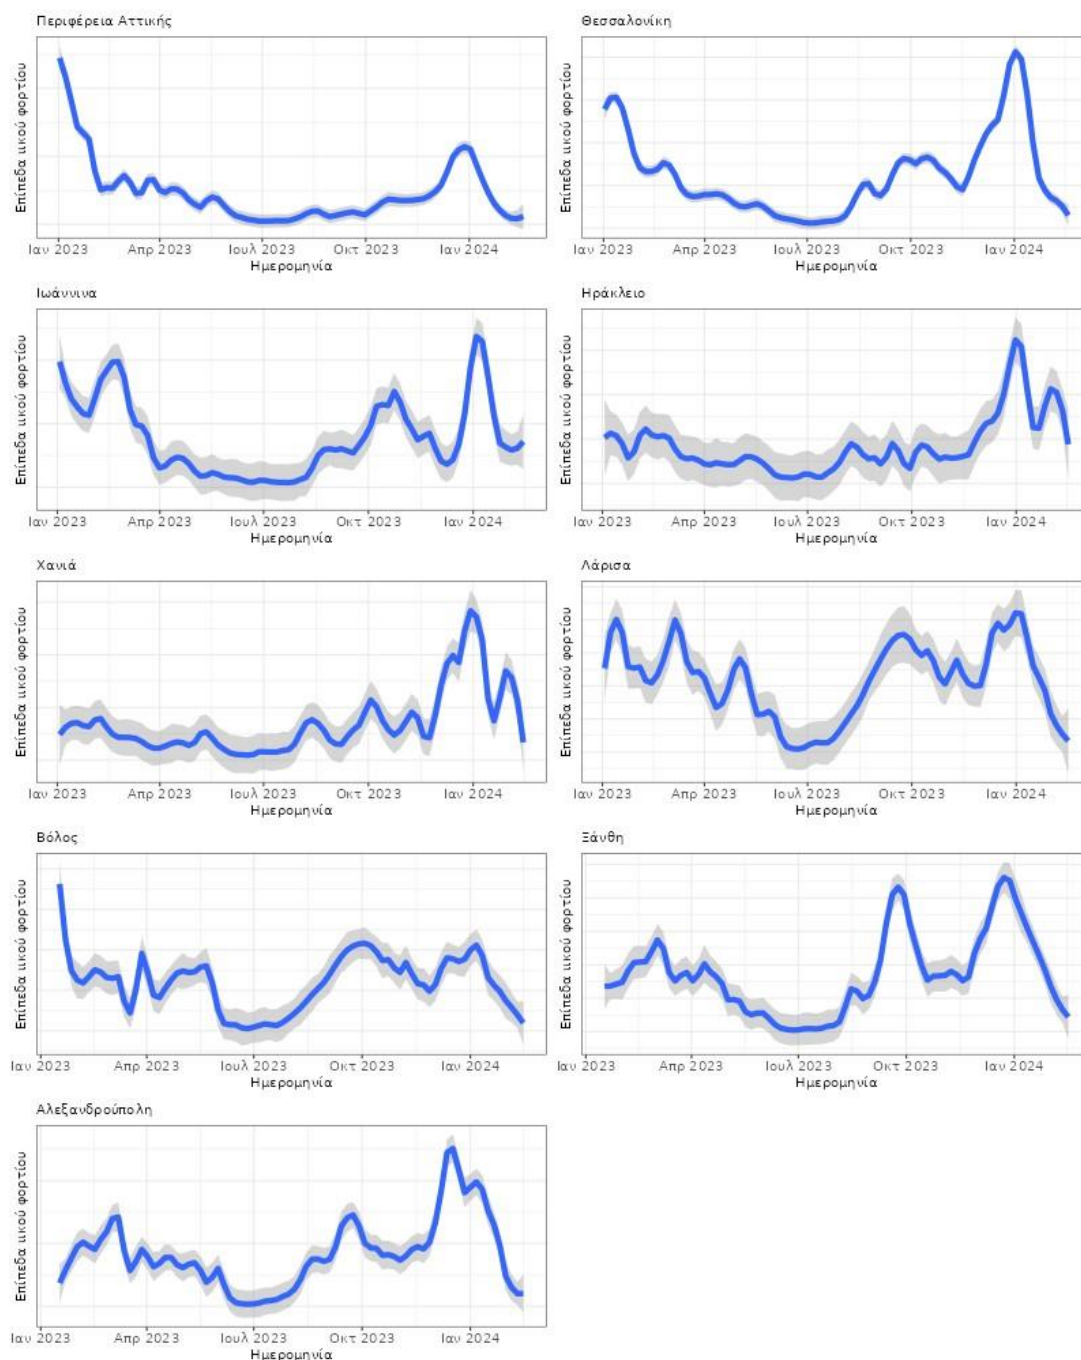 Περιφέρεια Αττικής
Επίπεδα ιικού φορτίου
Ιαν 2023 Απρ 2023 Ιουλ 2023 Οκτ 2023 Ιαν 2024
Ημερομηνία
Θεσσαλονίκη
Επίπεδα ιικού φορτίου
Ιαν 2023 Απρ 2023 Ιουλ 2023 Οκτ 2023 Ιαν 2024
Ημερομηνία
Ιωάννινα
Επίπεδα ιικού φορτίου
Ιαν 2023 Απρ 2023 Ιουλ 2023 Οκτ 2023 Ιαν 2024
Ημερομηνία
Ηράκλειο
Επίπεδα ιικού φορτίου
Ιαν 2023 Απρ 2023 Ιουλ 2023 Οκτ 2023 Ιαν 2024
Ημερομηνία
Χανιά
Επίπεδα ιικού φορτίου
Ιαν 2023 Απρ 2023 Ιουλ 2023 Οκτ 2023 Ιαν 2024
Ημερομηνία
Λάρισα
Επίπεδα ιικού φορτίου
Ιαν 2023 Απρ 2023 Ιουλ 2023 Οκτ 2023 Ιαν 2024
Ημερομηνία
Βόλος
Επίπεδα ιικού φορτίου
Ιαν 2023 Απρ 2023 Ιουλ 2023 Οκτ 2023 Ιαν 2024
Ημερομηνία
Ξάνθη
Επίπεδα ιικού φορτίου
Ιαν 2023 Απρ 2023 Ιουλ 2023 Οκτ 2023 Ιαν 2024
Ημερομηνία
Αλεξανδρούπολη
Επίπεδα ιικού φορτίου
Ιαν 2023 Απρ 2023 Ιουλ 2023 Οκτ 2023 Ιαν 2024
Ημερομηνία